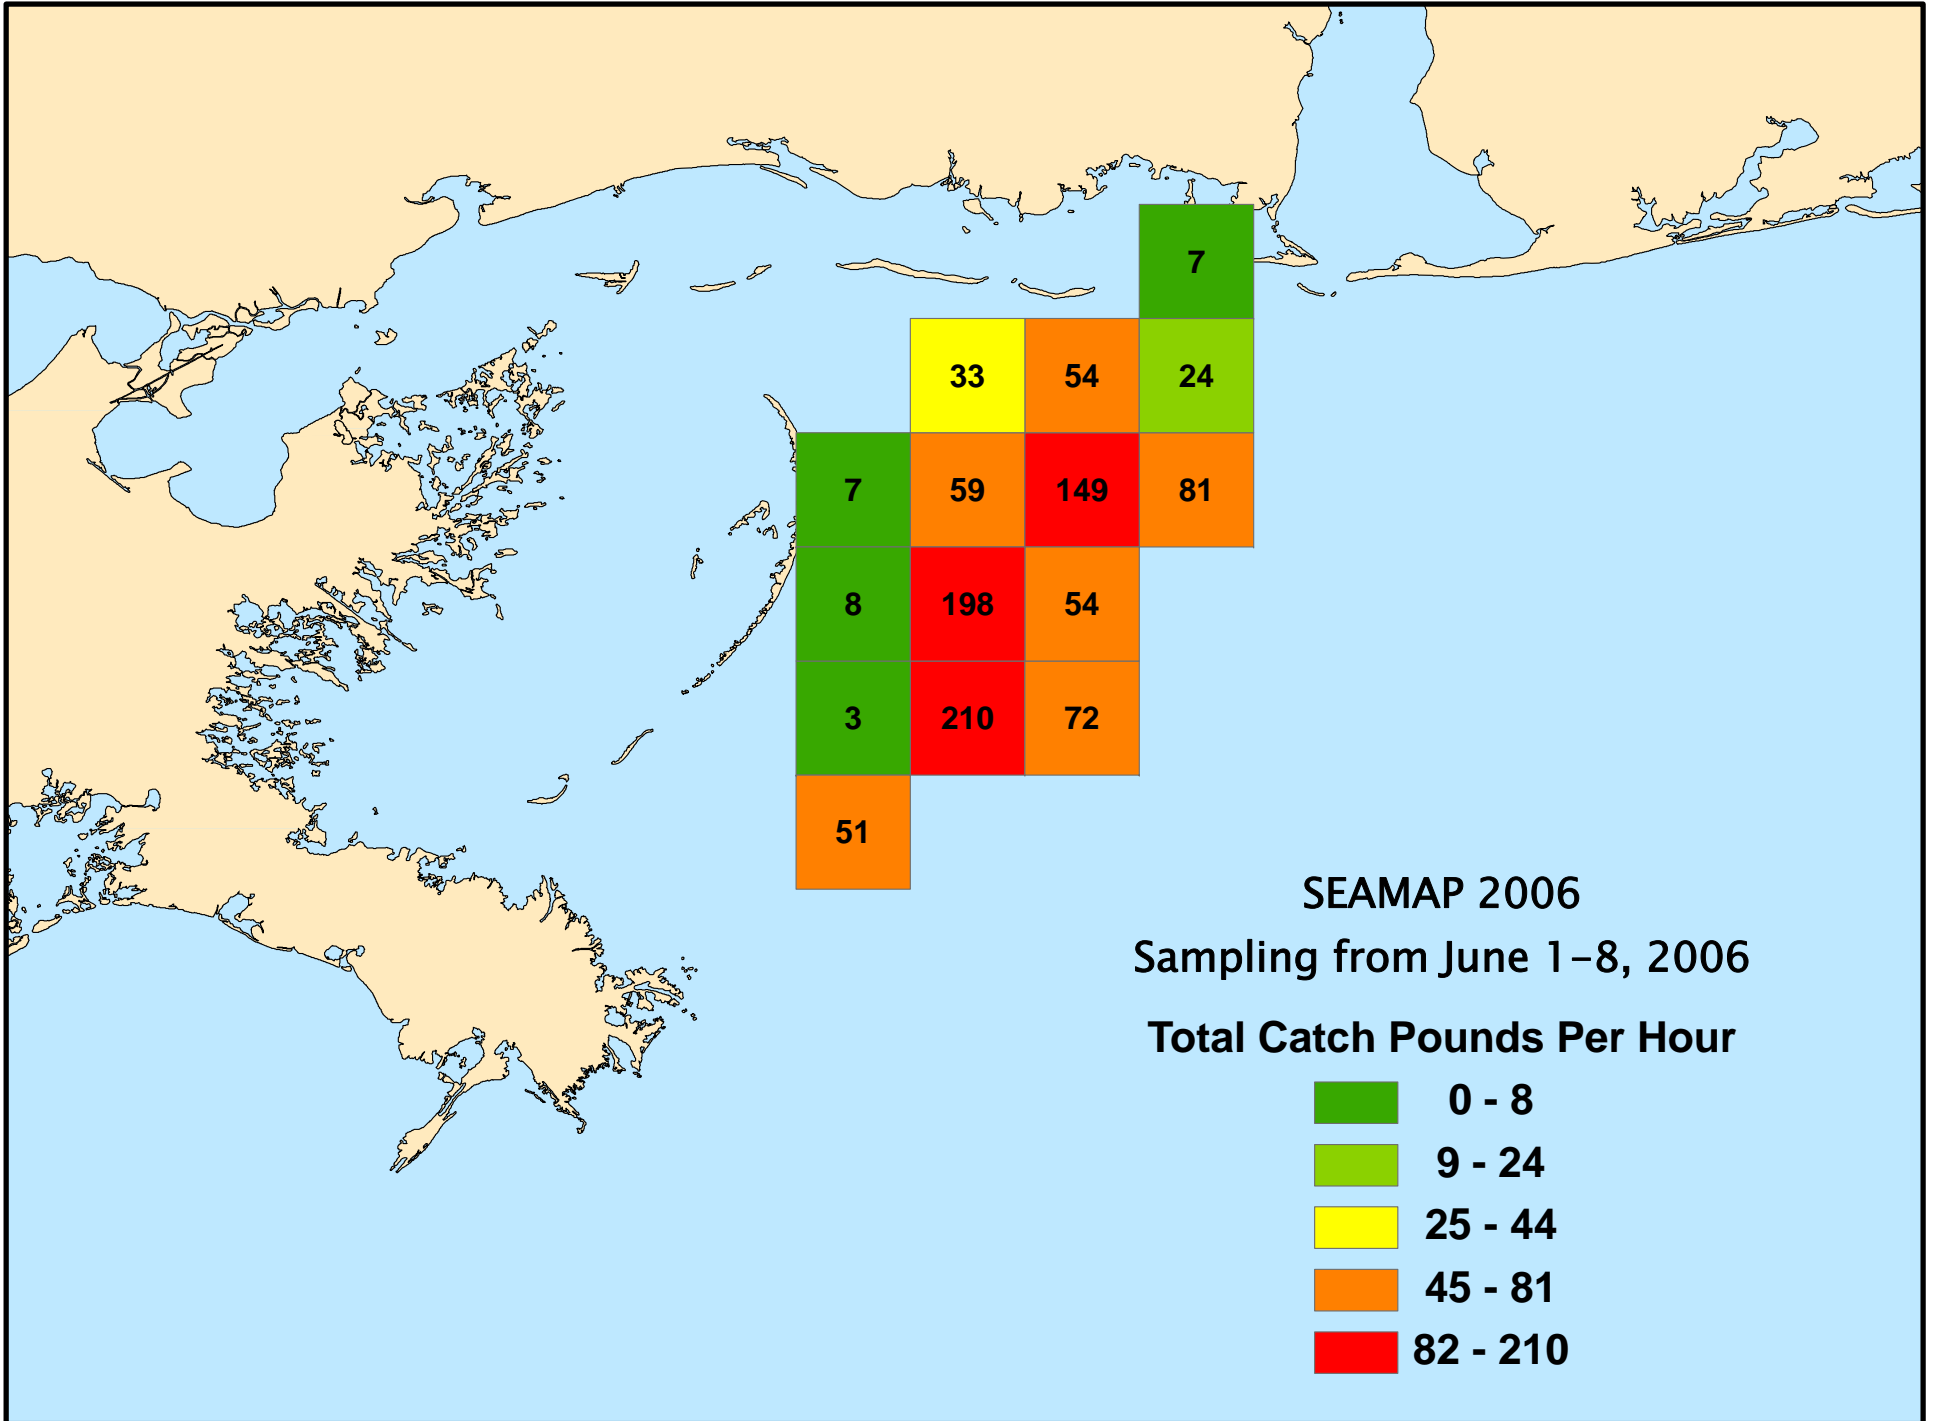 7
33 54 24
7 59 149 81
8 198 54
3 210 72
51
SEAMAP 2006
Sampling from June 1-8, 2006
Total Catch Pounds Per Hour
0 - 8
9 - 24
25 - 44
45 - 81
82 - 210